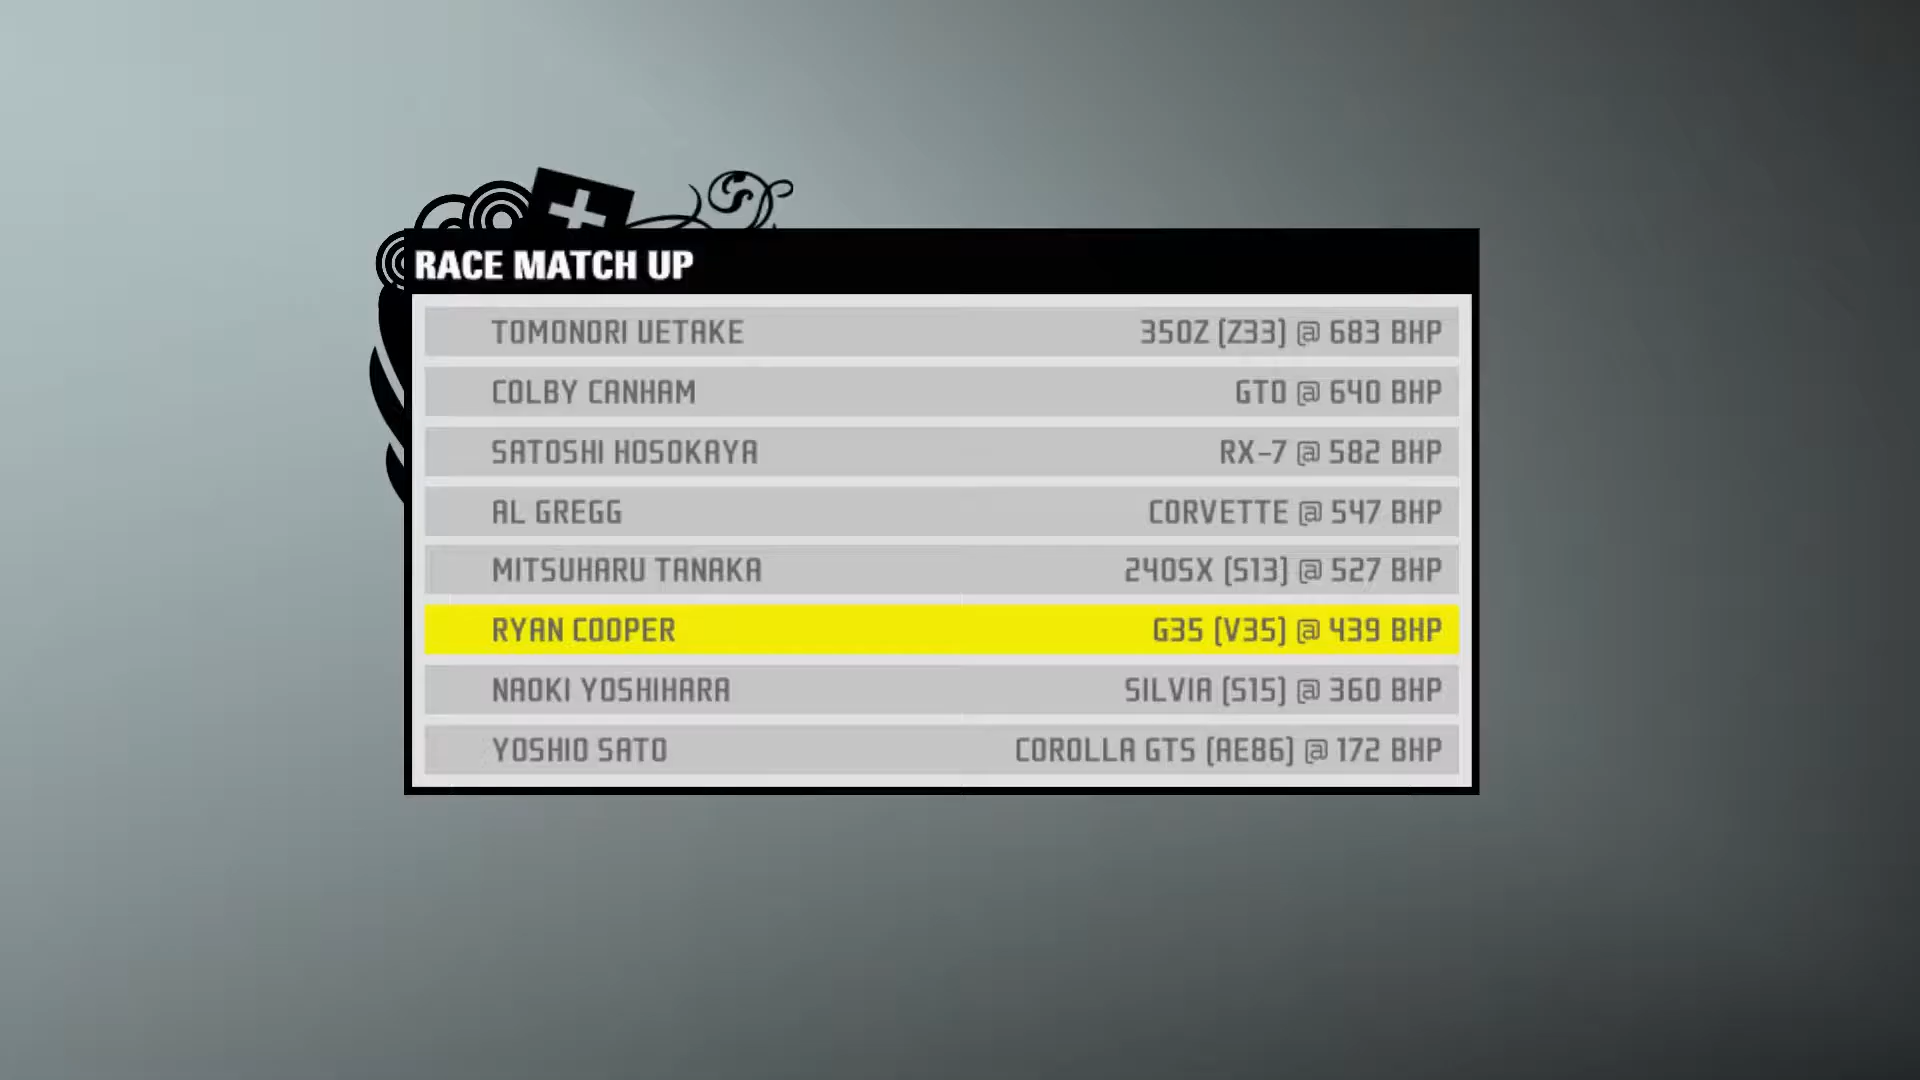 RACE MATCH UP
TOMONORI UETAKE 350Z [Z33] @ 683 BHP
COLBY CANHAM GTO @ 640 BHP
SATOSHI HOSOKAYA RX-7 @ 582 BHP
AL GREGG CORVETTE @ 547 BHP
MITSUHARU TANAKA 240SX [S13] @ 527 BHP
RYAN COOPER G35 [V35] @ 439 BHP
NAOKI YOSHIHARA SILVIA [S15] @ 360 BHP
YOSHIO SATO COROLLA GTS [AE86] @ 172 BHP